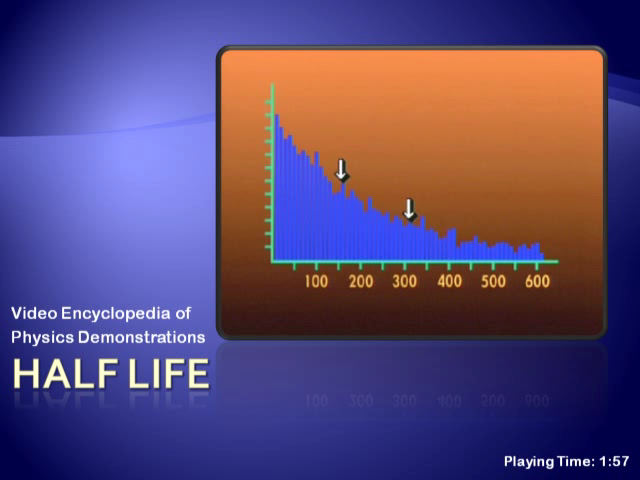 100 200 300 400 500 600
Video Encyclopedia of
Physics Demonstrations
HALF LIFE
Playing Time: 1:57